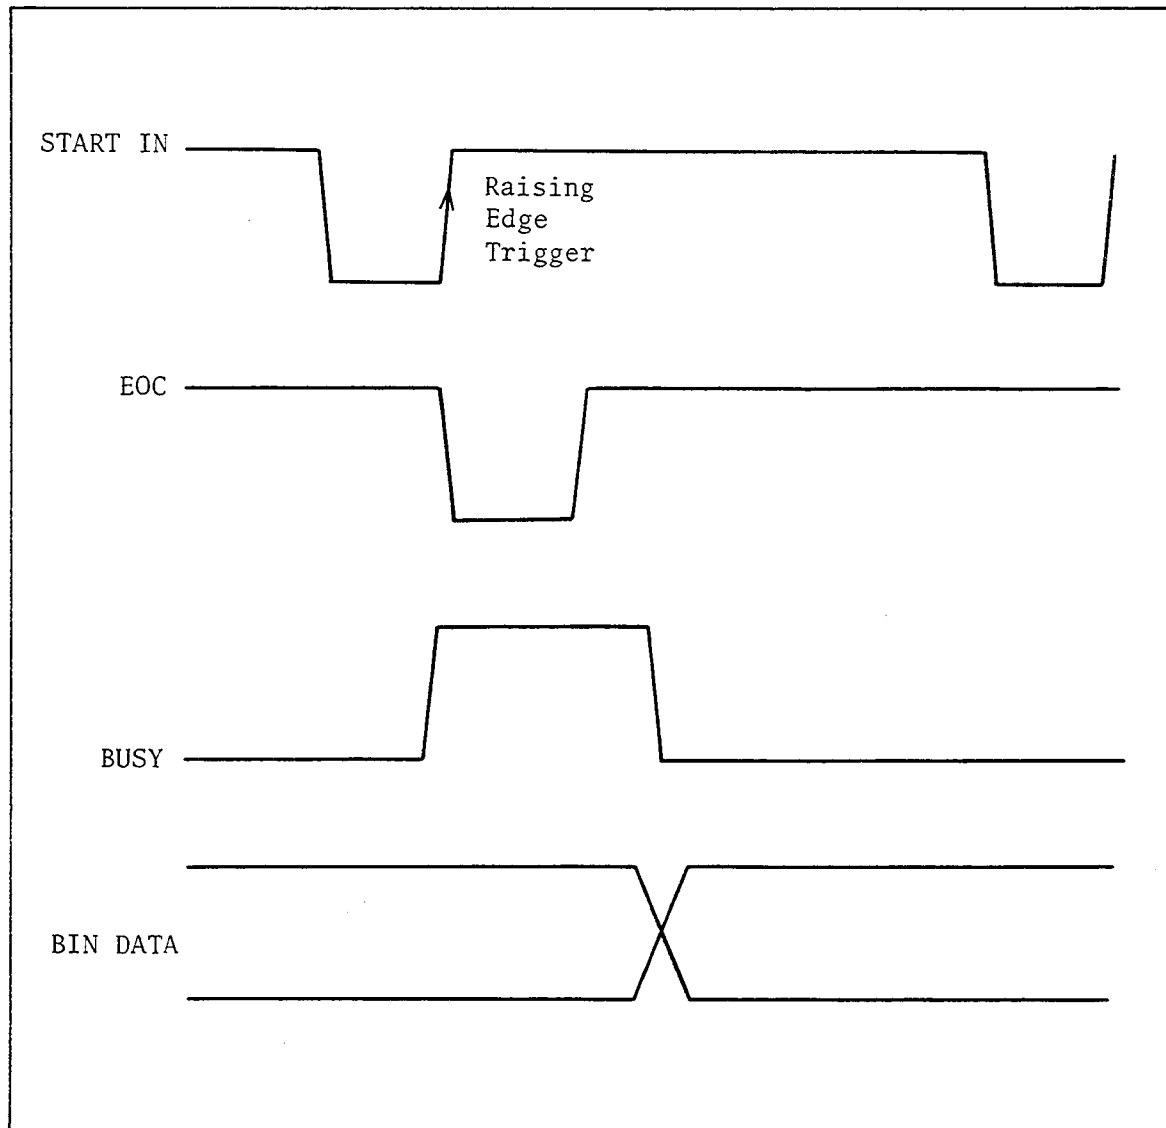 START IN
Raising
Edge
Trigger
EOC
BUSY
BIN DATA